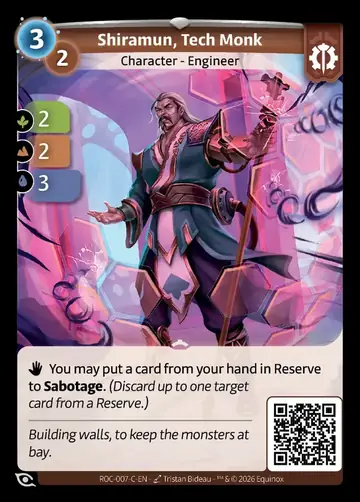 3
Shiramun, Tech Monk
2
Character - Engineer
2
2
3
You may put a card from your hand in Reserve
to Sabotage. (Discard up to one target
card from a Reserve.)
Building walls, to keep the monsters at
bay.
ROC-007-C-EN - Tristan Bideau - ™ & © 2026 Equinox